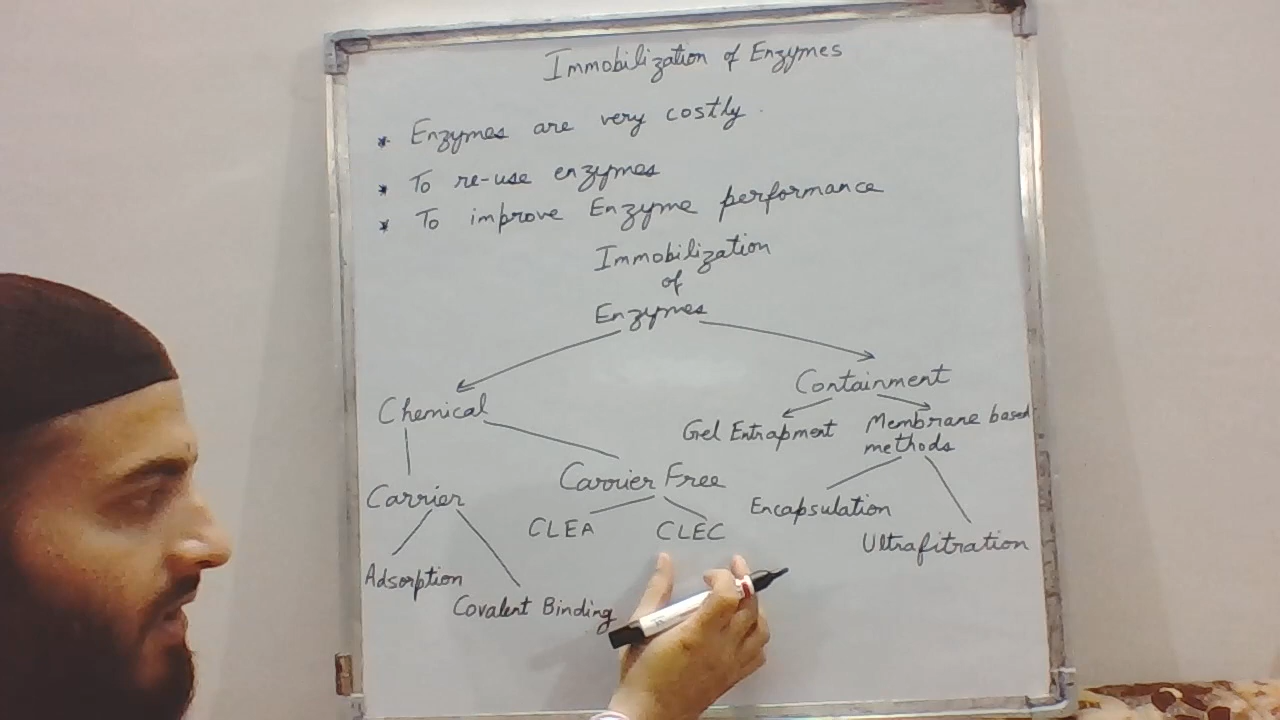 Immobilization of Enzymes
* Enzymes are very costly.
* To re-use enzymes
* To improve Enzyme performance
Immobilization
of
Enzymes
Chemical
Containment
Gel Entrapment
Membrane based
methods
Carrier
Carrier Free
CLEA
CLEC
Encapsulation
Ultrafitration
Adsorption
Covalent Binding